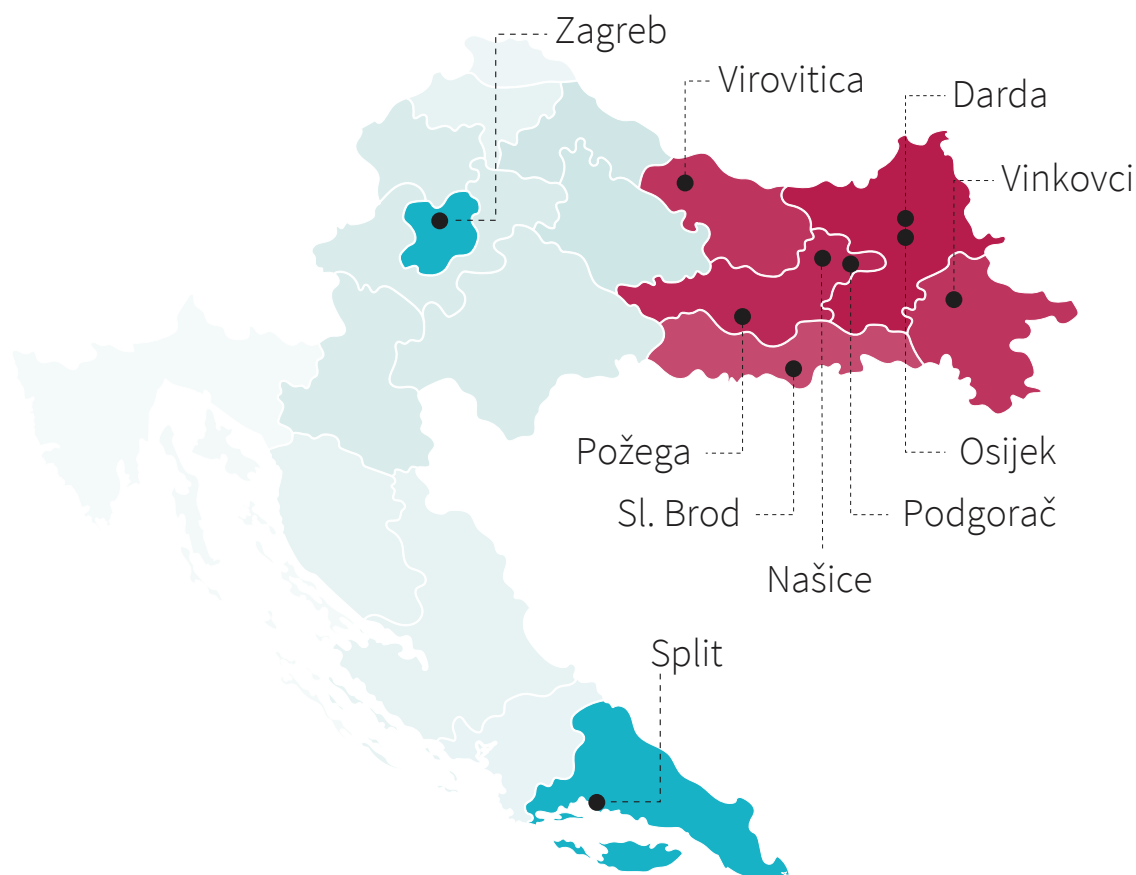 Zagreb
Virovitica
Darda
Vinkovci
Požega
Osijek
Sl. Brod
Podgorač
Našice
Split